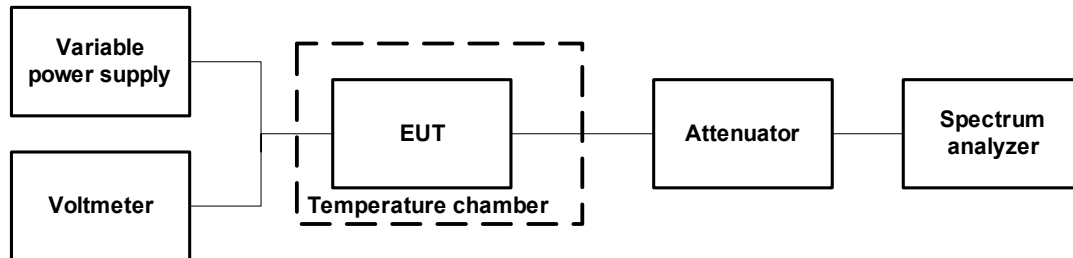 Variable
power supply
EUT
Attenuator
Spectrum
analyzer
Voltmeter
Temperature chamber